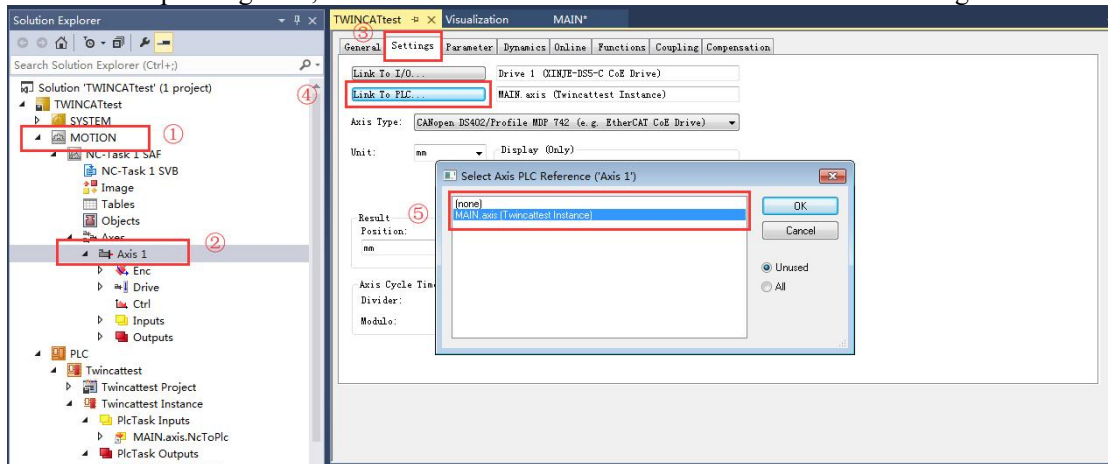 Solution Explorer
Search Solution Explorer (Ctrl+;)
Solution 'TWINCATtest' (1 project)
TWINCATtest
SYSTEM
MOTION
①
NC-Task 1 SAF
NC-Task 1 SVB
Image
Tables
Objects
Axes
②
Axis 1
Enc
Drive
Ctrl
Inputs
Outputs
PLC
Twincattest
Twincattest Project
Twincattest Instance
PlcTask Inputs
MAIN.axis.NcToPlc
PlcTask Outputs
TWINCATtest Visualization MAIN*
③
General Settings Parameter Dynamics Online Functions Coupling Compensation
Link To I/O... Drive 1 (XINJE-DS5-C CoE Drive)
④
Link To PLC... MAIN.axis (Twincattest Instance)
Axis Type: CANopen DS402/Profile MDP 742 (e.g. EtherCAT CoE Drive)
Unit: mm Display (Only)
Result
Position:
mm
Axis Cycle Time
Divider:
Modulo:
Select Axis PLC Reference ('Axis 1')
⑤
(none)
MAIN.axis (Twincattest Instance)
OK
Cancel
Unused
All